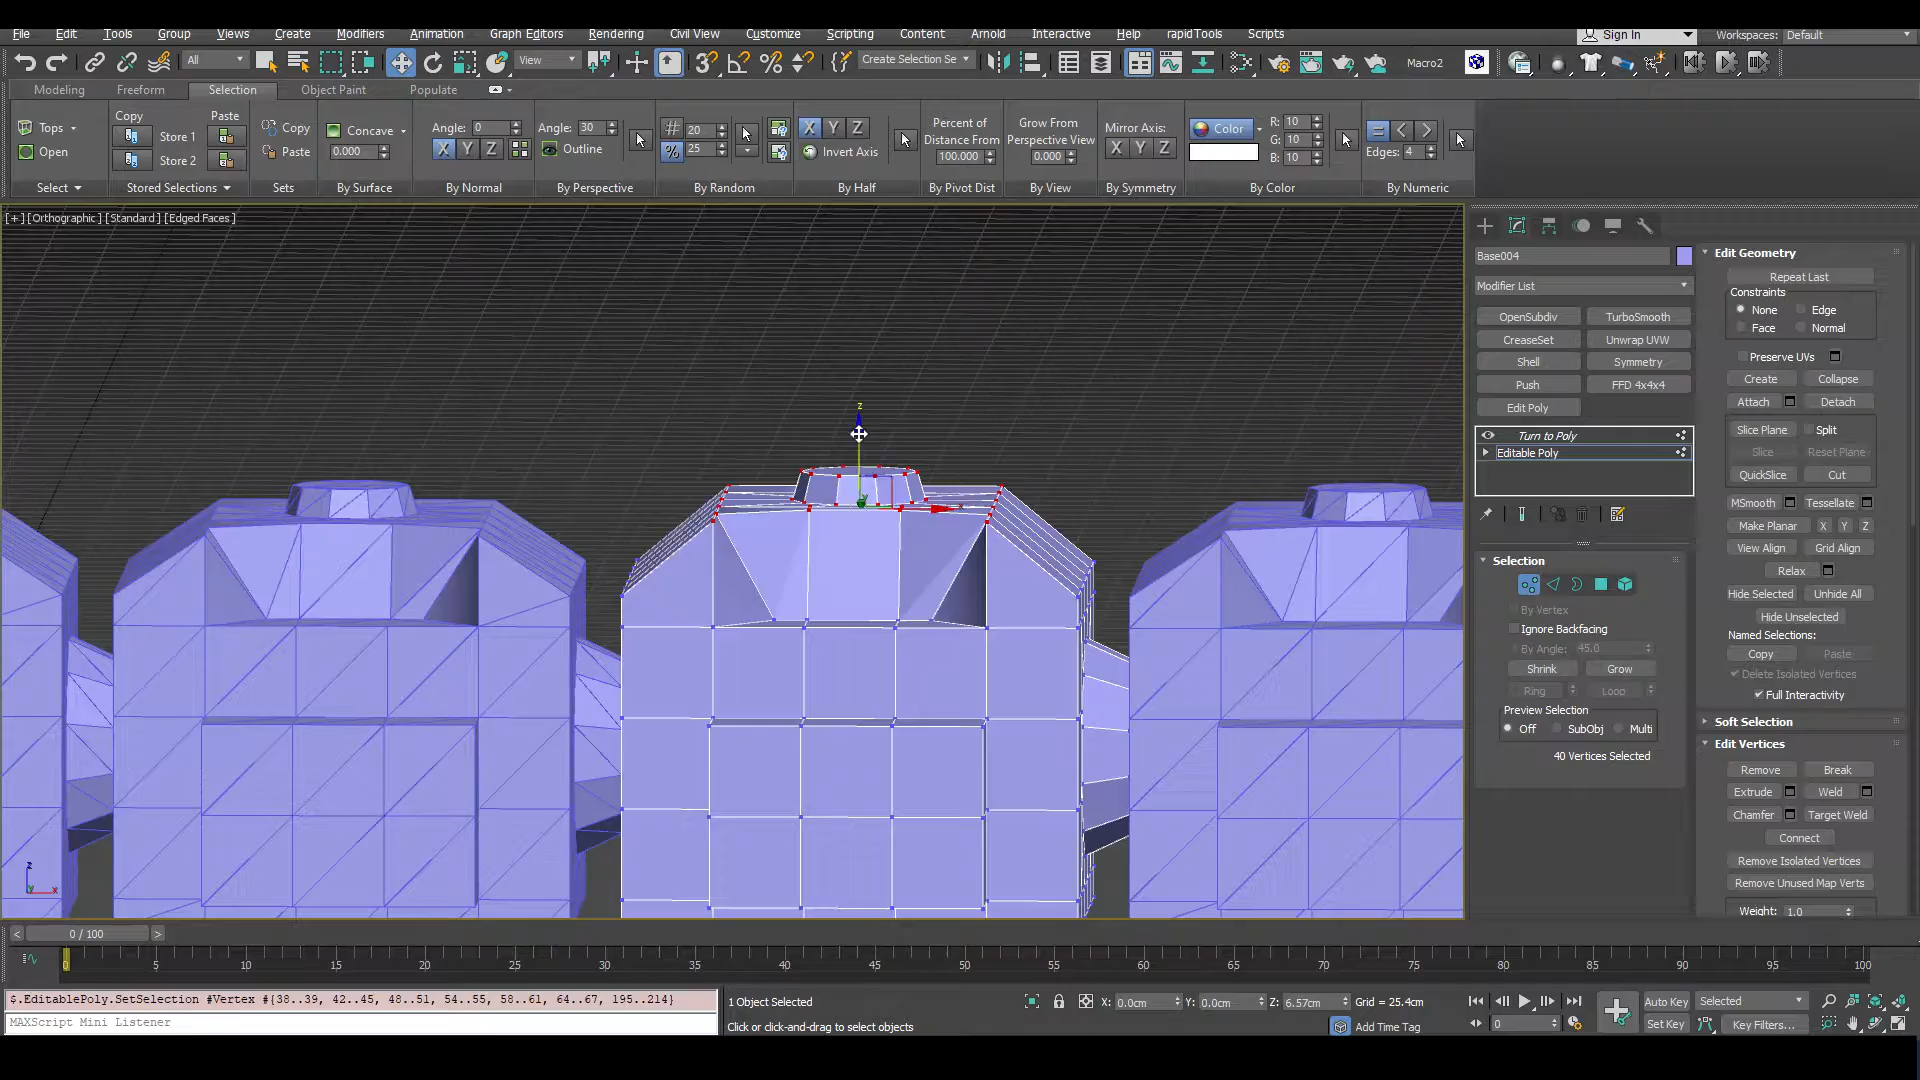 File Edit Tools Group Views Create Modifiers Animation Graph Editors Rendering Civil View Customize Scripting Content Arnold Interactive Help rapidTools Scripts Sign In Workspaces: Default
All View Create Selection Se Macro2
Modeling Freeform Selection Object Paint Populate
Copy Paste
Tops Store 1 Copy Concave Angle: 0 Angle: 30 20 X Y Z Percent of Distance From 100.000 Grow From Perspective View 0.000 Mirror Axis: X Y Z Color R: 10 G: 10 B: 10
Open Store 2 Paste 0.000 X Y Z Outline % 25 Invert Axis Edges: 4
Select Stored Selections Sets By Surface By Normal By Perspective By Random By Half By Pivot Dist By View By Symmetry By Color By Numeric
[+] [Orthographic] [Standard] [Edged Faces]
z
x
y
z
x
y
Base004
Modifier List
OpenSubdiv TurboSmooth
CreaseSet Unwrap UVW
Shell Symmetry
Push FFD 4x4x4
Edit Poly
Turn to Poly
Editable Poly
Selection
By Vertex
Ignore Backfacing
By Angle: 45.0
Shrink Grow
Ring Loop
Preview Selection
Off SubObj Multi
40 Vertices Selected
Edit Geometry
Repeat Last
Constraints
None Edge
Face Normal
Preserve UVs
Create Collapse
Attach Detach
Slice Plane Split
Slice Reset Plane
QuickSlice Cut
MSmooth Tessellate
Make Planar X Y Z
View Align Grid Align
Relax
Hide Selected Unhide All
Hide Unselected
Named Selections:
Copy Paste
Delete Isolated Vertices
Full Interactivity
Soft Selection
Edit Vertices
Remove Break
Extrude Weld
Chamfer Target Weld
Connect
Remove Isolated Vertices
Remove Unused Map Verts
Weight: 1.0
< 0 / 100 >
0 5 10 15 20 25 30 35 40 45 50 55 60 65 70 75 80 85 90 95 100
$.EditablePoly.SetSelection #Vertex #{38..39, 42..45, 48..51, 54..55, 58..61, 64..67, 195..214}
MAXScript Mini Listener
1 Object Selected X: 0.0cm Y: 0.0cm Z: 6.57cm Grid = 25.4cm Auto Key Selected
Click or click-and-drag to select objects Add Time Tag 0 Set Key Key Filters...